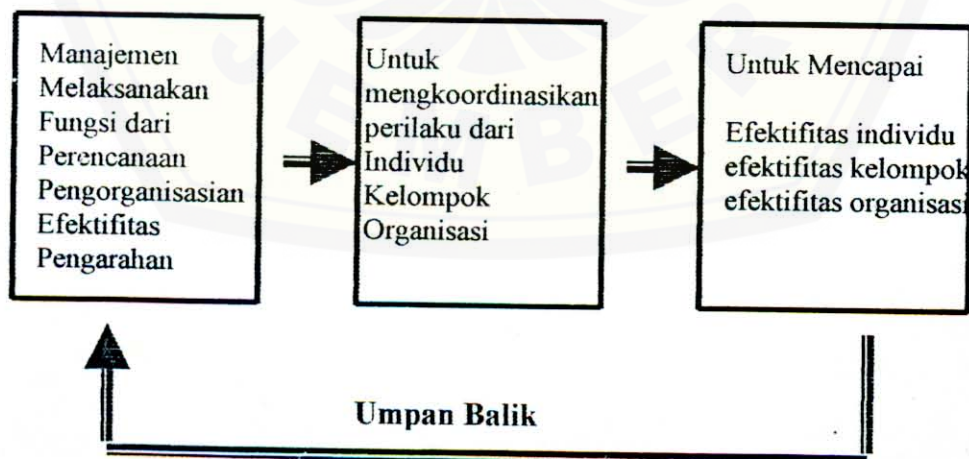 JEMBER
Manajemen
Melaksanakan
Fungsi dari
Perencanaan
Pengorganisasian
Efektifitas
Pengarahan
Untuk
mengkoordinasikan
perilaku dari
Individu
Kelompok
Organisasi
Untuk Mencapai
Efektifitas individu
efektifitas kelompok
efektifitas organisasi
Umpan Balik